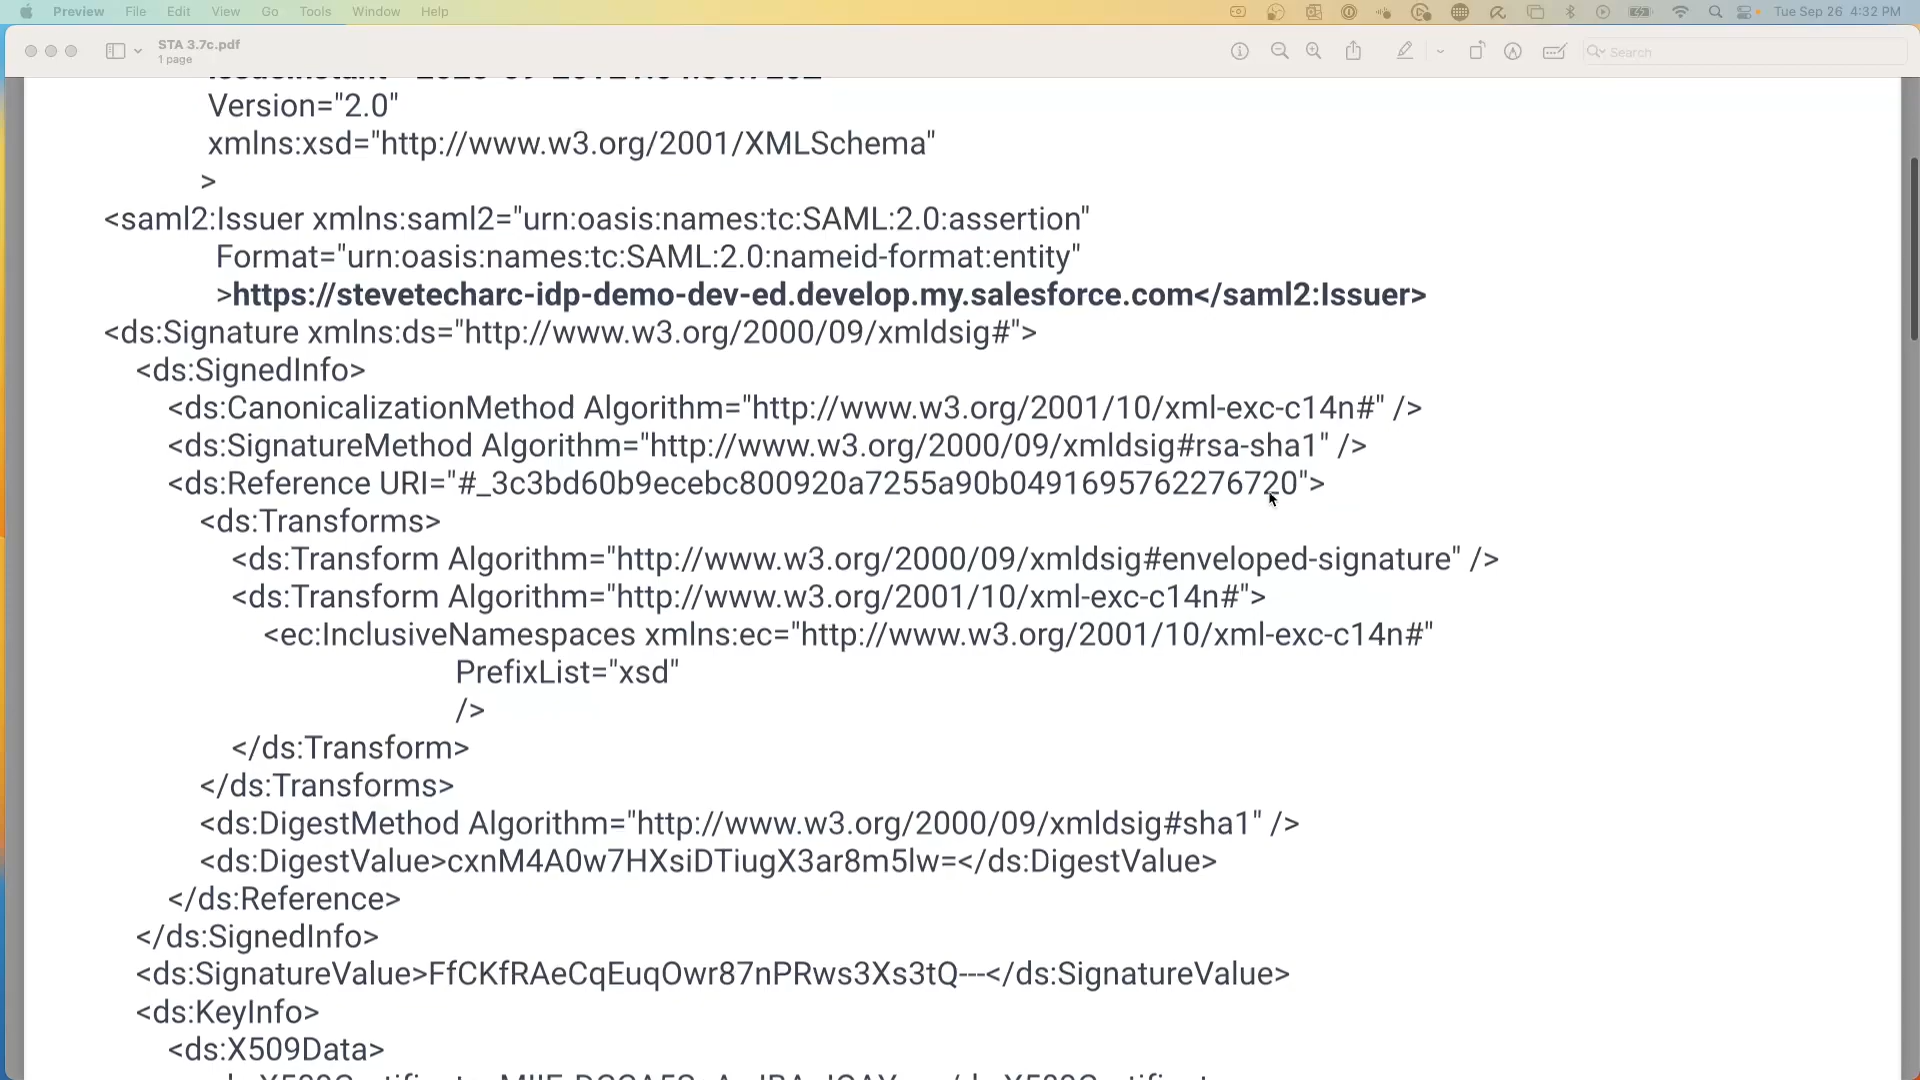 Preview File Edit View Go Tools Window Help Tue Sep 26 4:32 PM
STA 3.7c.pdf
1 page
Search
Version="2.0"
xmlns:xsd="http://www.w3.org/2001/XMLSchema"
>
<saml2:Issuer xmlns:saml2="urn:oasis:names:tc:SAML:2.0:assertion"
Format="urn:oasis:names:tc:SAML:2.0:nameid-format:entity"
>https://stevetecharc-idp-demo-dev-ed.develop.my.salesforce.com</saml2:Issuer>
<ds:Signature xmlns:ds="http://www.w3.org/2000/09/xmldsig#">
<ds:SignedInfo>
<ds:CanonicalizationMethod Algorithm="http://www.w3.org/2001/10/xml-exc-c14n#" />
<ds:SignatureMethod Algorithm="http://www.w3.org/2000/09/xmldsig#rsa-sha1" />
<ds:Reference URI="#_3c3bd60b9ecebc800920a7255a90b0491695762276720">
<ds:Transforms>
<ds:Transform Algorithm="http://www.w3.org/2000/09/xmldsig#enveloped-signature" />
<ds:Transform Algorithm="http://www.w3.org/2001/10/xml-exc-c14n#">
<ec:InclusiveNamespaces xmlns:ec="http://www.w3.org/2001/10/xml-exc-c14n#"
PrefixList="xsd"
/>
</ds:Transform>
</ds:Transforms>
<ds:DigestMethod Algorithm="http://www.w3.org/2000/09/xmldsig#sha1" />
<ds:DigestValue>cxnM4A0w7HXsiDTiugX3ar8m5lw=</ds:DigestValue>
</ds:Reference>
</ds:SignedInfo>
<ds:SignatureValue>FfCKfRAeCqEuqOwr87nPRws3Xs3tQ---</ds:SignatureValue>
<ds:KeyInfo>
<ds:X509Data>